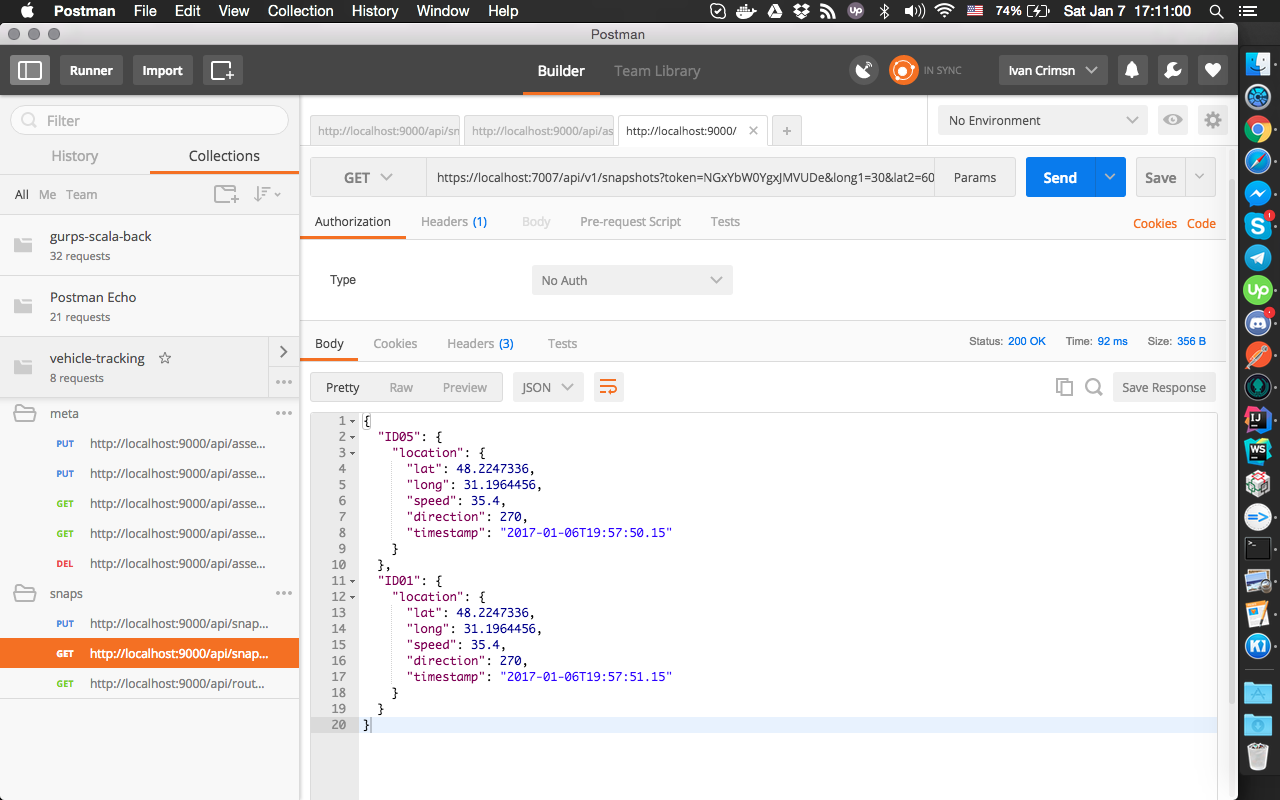 Postman File Edit View Collection History Window Help 74% Sat Jan 7 17:11:00
Postman
Runner Import Builder Team Library IN SYNC Ivan Crimsn
Filter
History Collections
All Me Team
gurps-scala-back
32 requests
Postman Echo
21 requests
vehicle-tracking
8 requests
meta
PUT http://localhost:9000/api/asse...
PUT http://localhost:9000/api/asse...
GET http://localhost:9000/api/asse...
GET http://localhost:9000/api/asse...
DEL http://localhost:9000/api/asse...
snaps
PUT http://localhost:9000/api/snap...
GET http://localhost:9000/api/snap...
GET http://localhost:9000/api/rout...
http://localhost:9000/api/sn http://localhost:9000/api/as http://localhost:9000/ No Environment
GET https://localhost:7007/api/v1/snapshots?token=NGxYbW0YgxJMVUDe&long1=30&lat2=60 Params Send Save
Authorization Headers (1) Body Pre-request Script Tests Cookies Code
Type No Auth
Body Cookies Headers (3) Tests Status: 200 OK Time: 92 ms Size: 356 B
Pretty Raw Preview JSON Save Response
1 {
2 "ID05": {
3 "location": {
4 "lat": 48.2247336,
5 "long": 31.1964456,
6 "speed": 35.4,
7 "direction": 270,
8 "timestamp": "2017-01-06T19:57:50.15"
9 }
10 },
11 "ID01": {
12 "location": {
13 "lat": 48.2247336,
14 "long": 31.1964456,
15 "speed": 35.4,
16 "direction": 270,
17 "timestamp": "2017-01-06T19:57:51.15"
18 }
19 }
20 }